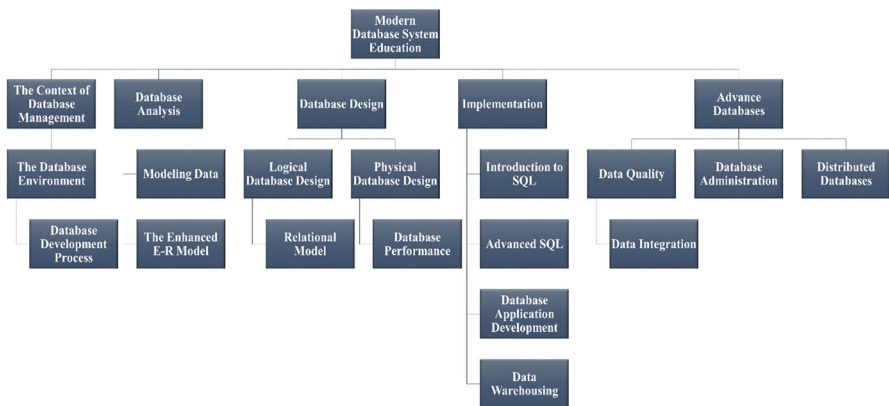 Modern
Database System
Education
The Context of
Database
Management
Database
Analysis
Database Design
Implementation
Advance
Databases
The Database
Environment
Modeling Data
Logical
Database Design
Physical
Database Design
Introduction to
SQL
Data Quality
Database
Administration
Distributed
Databases
Database
Development
Process
The Enhanced
E-R Model
Relational
Model
Database
Performance
Advanced SQL
Data Integration
Database
Application
Development
Data
Warehousing